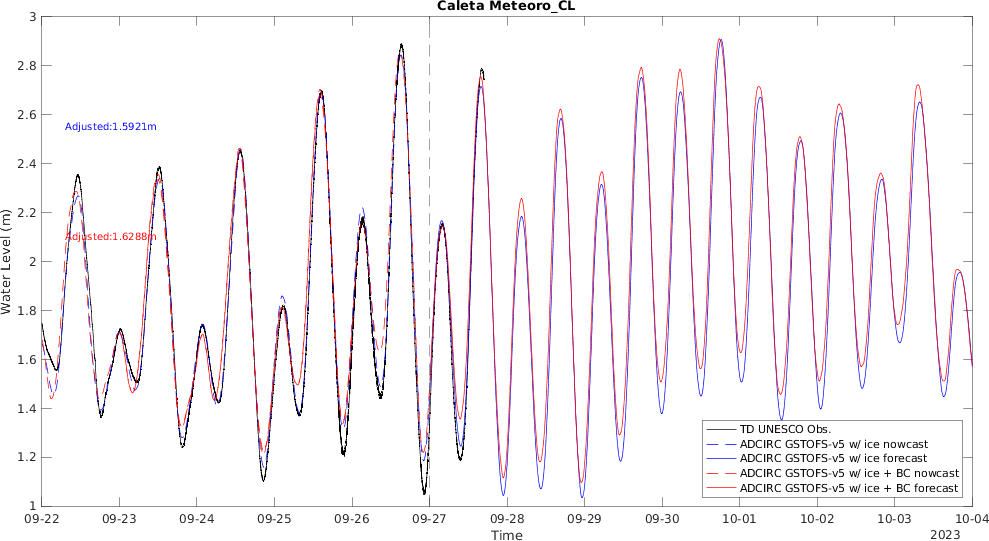 Caleta Meteoro_CL
3
2.8
2.6
2.4
2.2
2
1.8
1.6
1.4
1.2
1
Water Level (m)
Adjusted:1.5921m
Adjusted:1.6288m
TD UNESCO Obs.
ADCIRC GSTOFS-v5 w/ ice nowcast
ADCIRC GSTOFS-v5 w/ ice forecast
ADCIRC GSTOFS-v5 w/ ice + BC nowcast
ADCIRC GSTOFS-v5 w/ ice + BC forecast
09-22 09-23 09-24 09-25 09-26 09-27 09-28 09-29 09-30 10-01 10-02 10-03 10-04
Time
2023